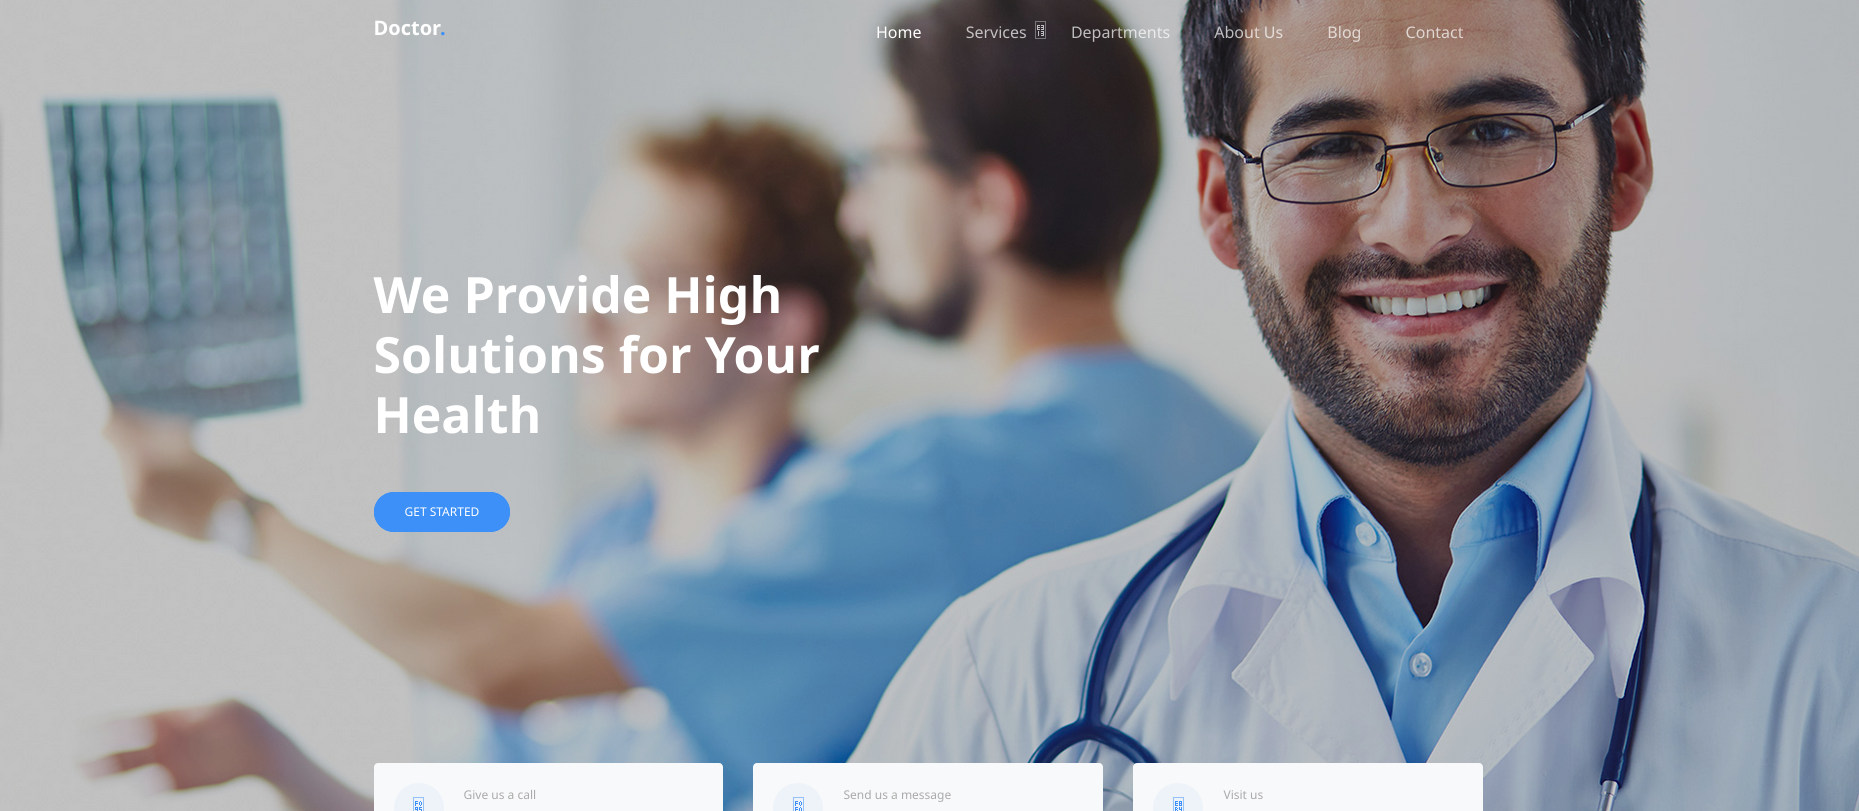 Doctor.
Home Services Departments About Us Blog Contact
We Provide High
Solutions for Your
Health
GET STARTED
Give us a call
Send us a message
Visit us